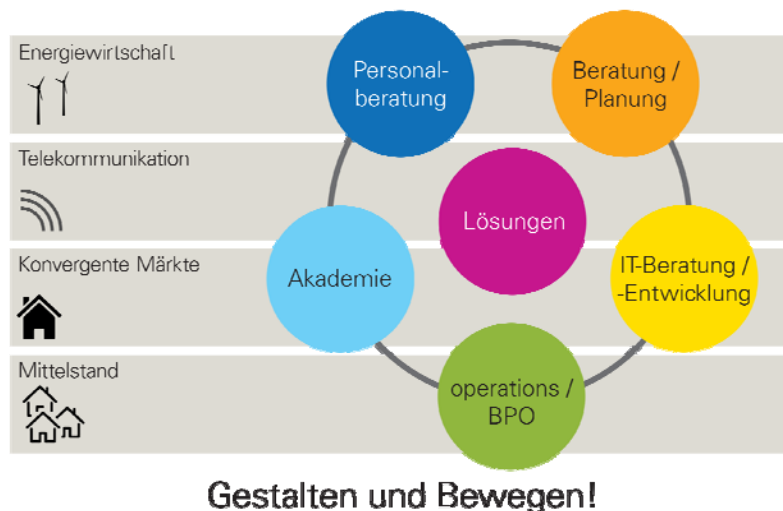 Energiewirtschaft
Telekommunikation
Konvergente Märkte
Mittelstand
Personal-
beratung
Beratung /
Planung
Lösungen
Akademie
IT-Beratung /
-Entwicklung
operations /
BPO
Gestalten und Bewegen!